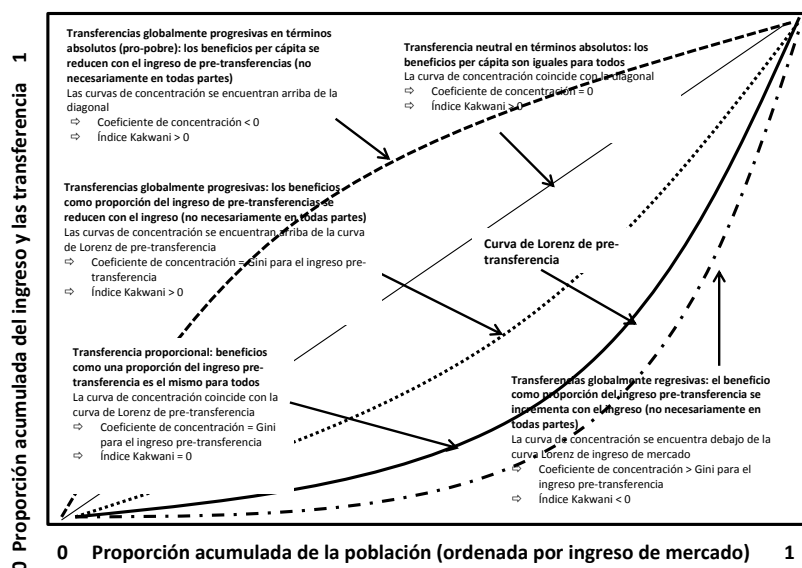 Transferencias globalmente progresivas en términos
absolutos (pro-pobre): los beneficios per cápita se
reducen con el ingreso de pre-transferencias (no
necesariamente en todas partes)
Las curvas de concentración se encuentran arriba de la
diagonal
⇨ Coeficiente de concentración < 0
⇨ Índice Kakwani > 0
Transferencia neutral en términos absolutos: los
beneficios per cápita son iguales para todos
La curva de concentración coincide con la diagonal
⇨ Coeficiente de concentración = 0
⇨ Índice Kakwani > 0
Transferencias globalmente progresivas: los beneficios
como proporción del ingreso de pre-transferencias se
reducen con el ingreso (no necesariamente en todas partes)
Las curvas de concentración se encuentran arriba de la curva
de Lorenz de pre-transferencia
⇨ Coeficiente de concentración = Gini para el ingreso pre-
transferencia
⇨ Índice Kakwani > 0
Curva de Lorenz de pre-
transferencia
Transferencia proporcional: beneficios
como una proporción del ingreso pre-
transferencia es el mismo para todos
La curva de concentración coincide con la
curva de Lorenz de pre-transferencia
⇨ Coeficiente de concentración = Gini
para el ingreso pre-transferencia
⇨ Índice Kakwani = 0
Transferencias globalmente regresivas: el beneficio
como proporción del ingreso pre-transferencia se
incrementa con el ingreso (no necesariamente en
todas partes)
La curva de concentración se encuentra debajo de la
curva Lorenz de ingreso de mercado
⇨ Coeficiente de concentración > Gini para el
ingreso pre-transferencia
⇨ Índice Kakwani < 0
0 Proporción acumulada del ingreso y las transferencia 1
0 Proporción acumulada de la población (ordenada por ingreso de mercado) 1